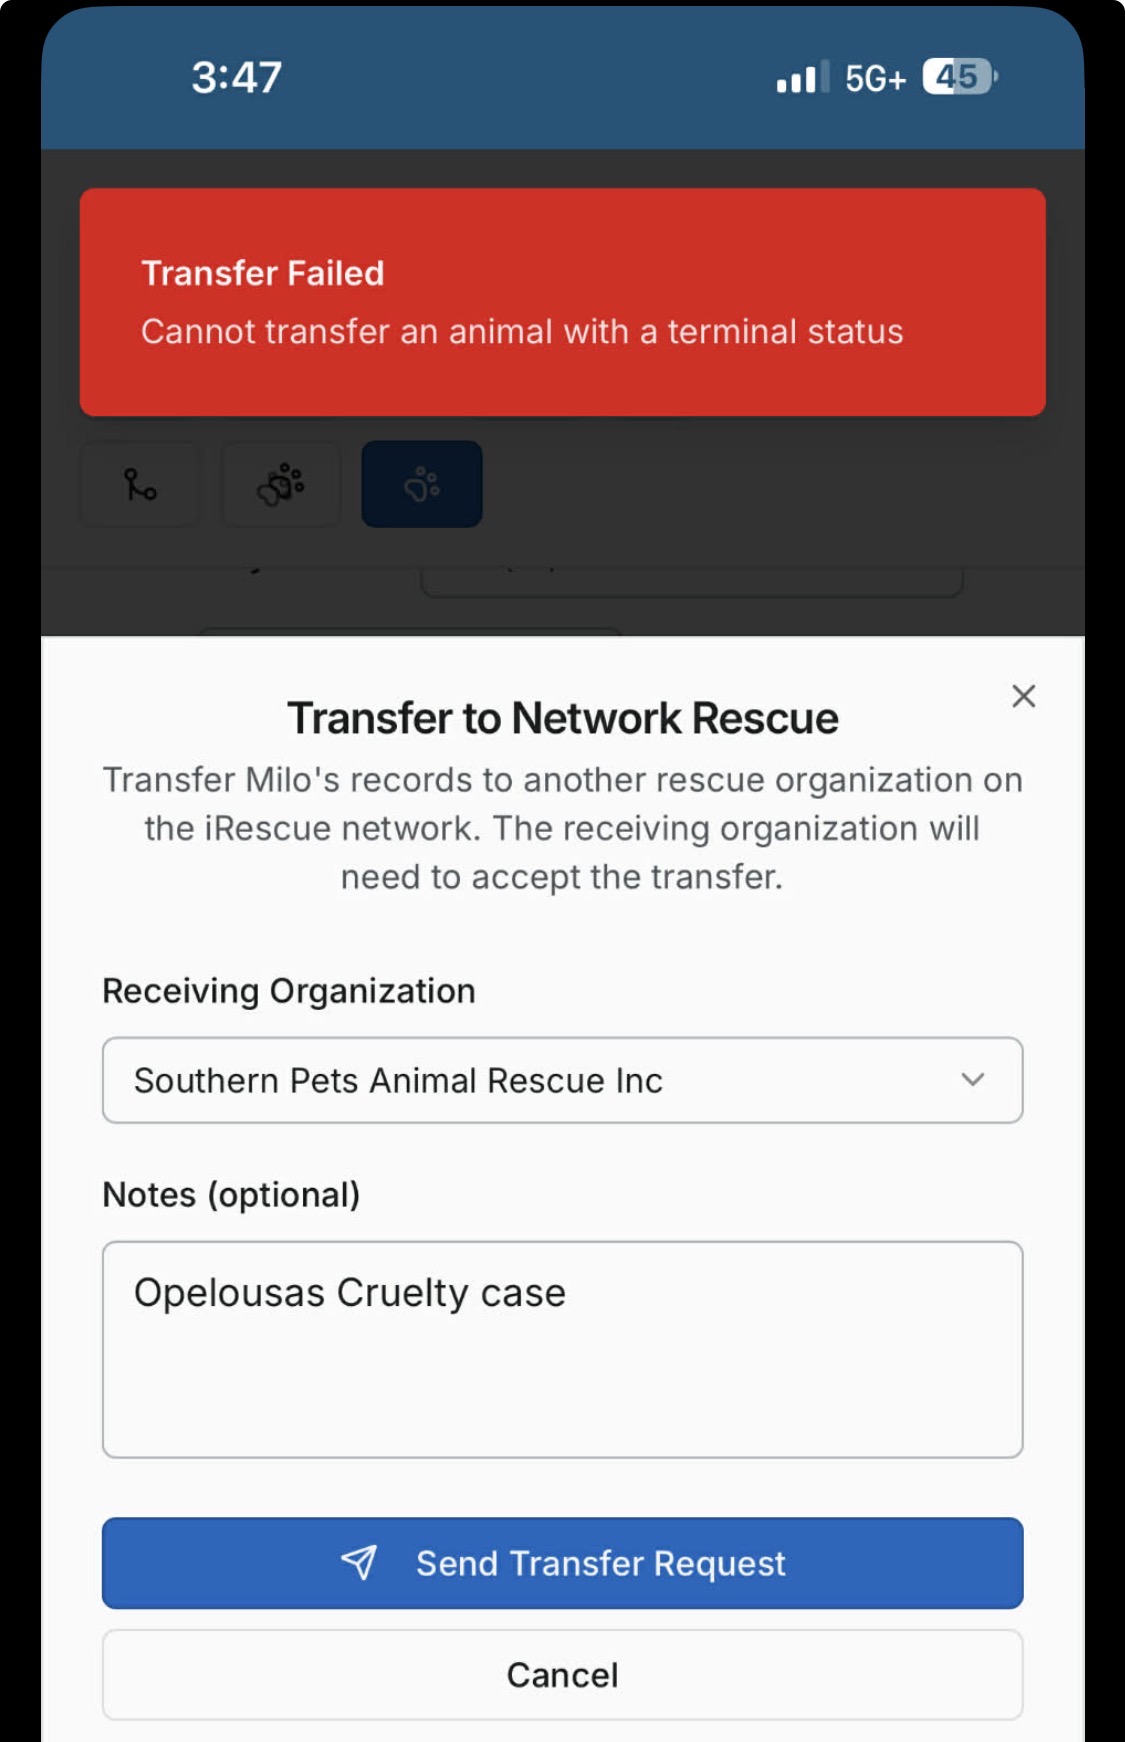 3:47
5G+
45
Transfer Failed
Cannot transfer an animal with a terminal status
Transfer to Network Rescue
Transfer Milo's records to another rescue organization on
the iRescue network. The receiving organization will
need to accept the transfer.
Receiving Organization
Southern Pets Animal Rescue Inc
Notes (optional)
Opelousas Cruelty case
Send Transfer Request
Cancel